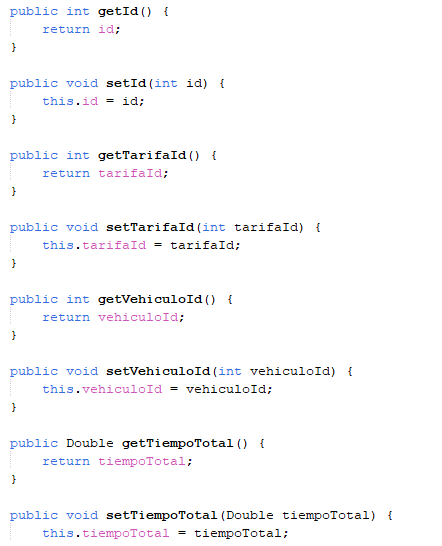 public int getId() {
    return id;
}

public void setId(int id) {
    this.id = id;
}

public int getTarifaId() {
    return tarifaId;
}

public void setTarifaId(int tarifaId) {
    this.tarifaId = tarifaId;
}

public int getVehiculoId() {
    return vehiculoId;
}

public void setVehiculoId(int vehiculoId) {
    this.vehiculoId = vehiculoId;
}

public Double getTiempoTotal() {
    return tiempoTotal;
}

public void setTiempoTotal(Double tiempoTotal) {
    this.tiempoTotal = tiempoTotal;